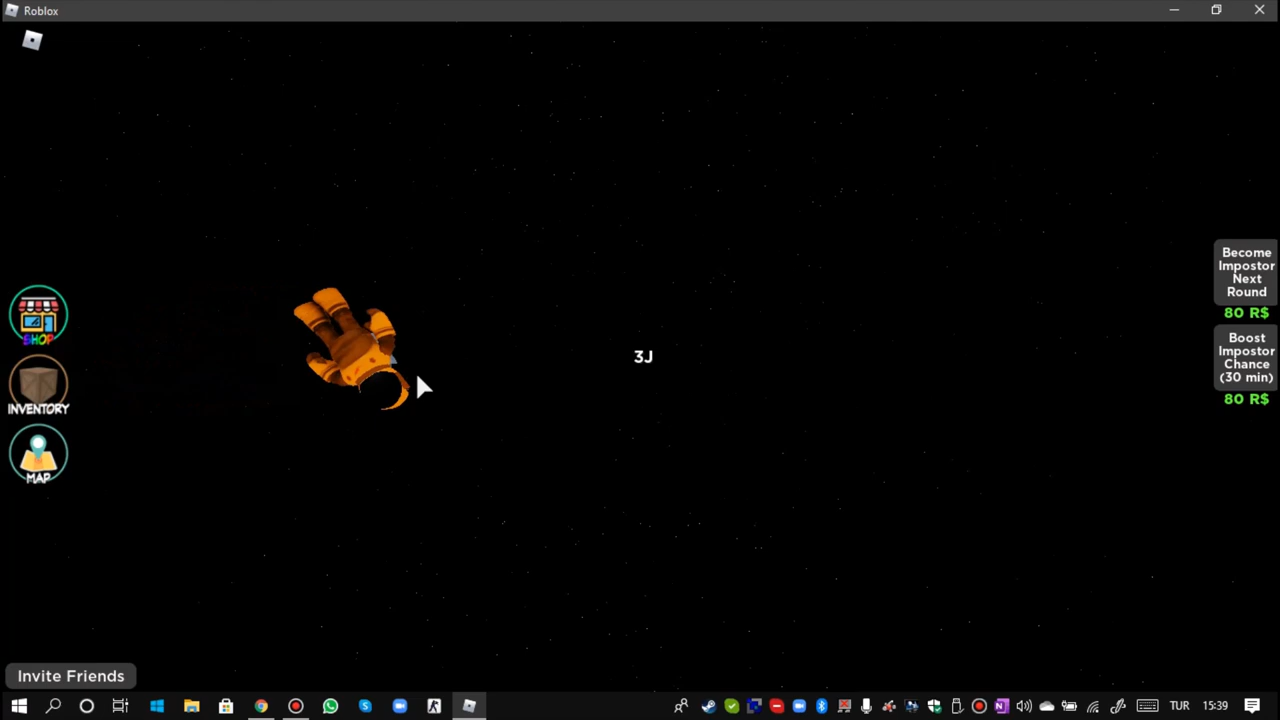 Roblox
Become
Impostor
Next
Round
80 R$
SHOP
Boost
Impostor
Chance
(30 min)
80 R$
3J
INVENTORY
MAP
Invite Friends
TUR
15:39